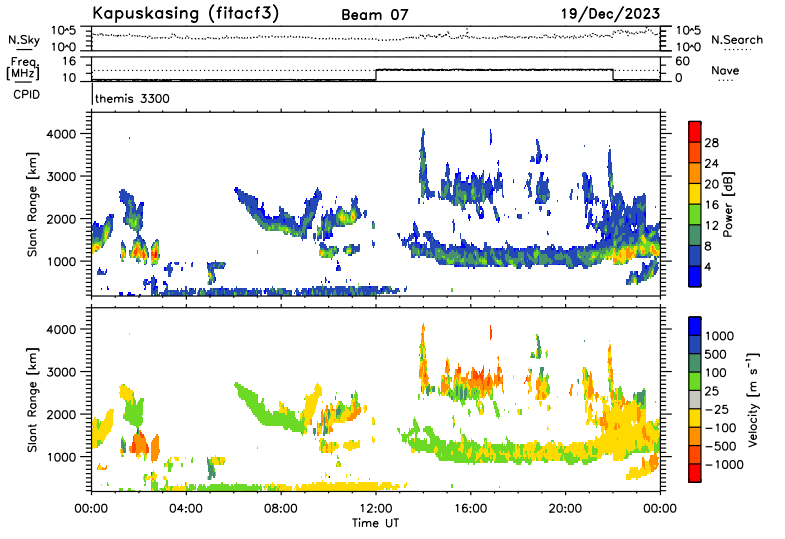 Kapuskasing (fitacf3) Beam 07 19/Dec/2023
N.Sky 10^5 10^0 10^5 10^0 N.Search
Freq. [MHz] 16 10 60 0 Nave
CPID themis 3300
Slant Range [km] 4000 3000 2000 1000
Power [dB] 28 24 20 16 12 8 4
Slant Range [km] 4000 3000 2000 1000
Velocity [m s^-1] 1000 500 100 25 -25 -100 -500 -1000
00:00 04:00 08:00 12:00 16:00 20:00 00:00
Time UT